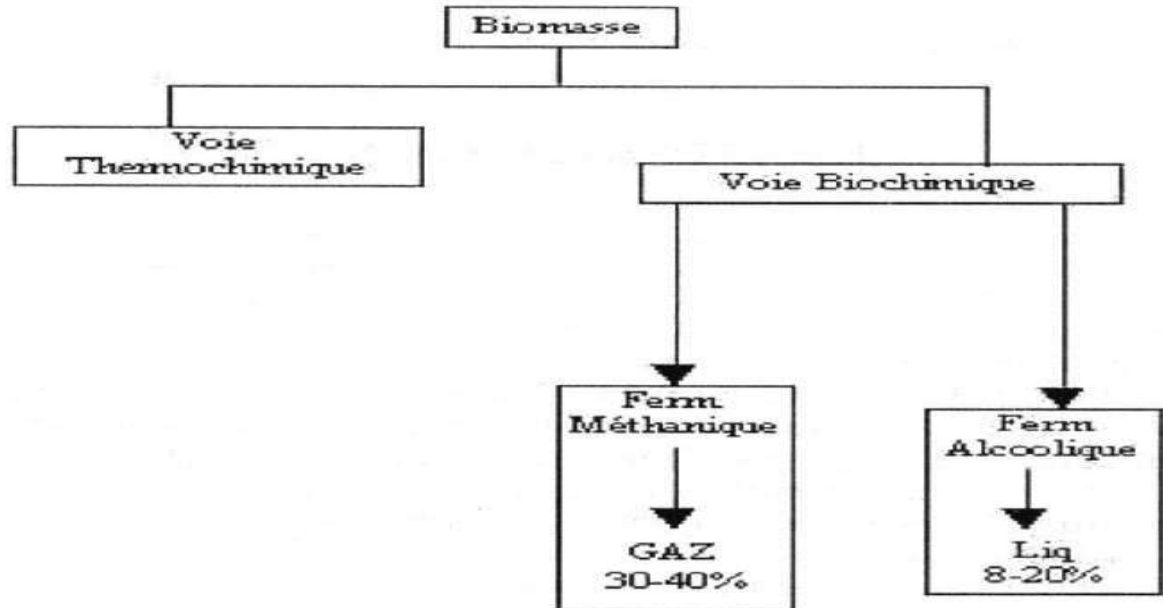 Biomasse
Voie
Thermochimique
Voie Biochimique
Ferm
Méthanique
GAZ
30-40%
Ferm
Alcoolique
Liq
8-20%